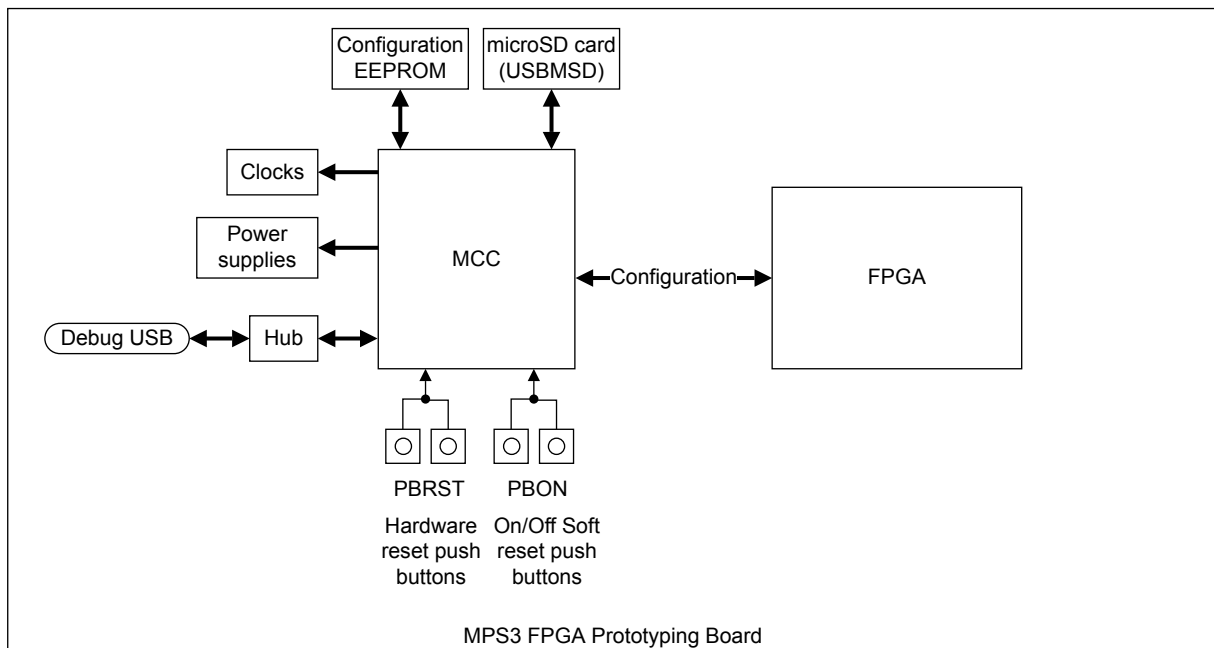 Configuration
EEPROM
microSD card
(USBMSD)
Clocks
Power
supplies
MCC
Configuration
FPGA
Debug USB
Hub
PBRST
PBON
Hardware
reset push
buttons
On/Off Soft
reset push
buttons
MPS3 FPGA Prototyping Board